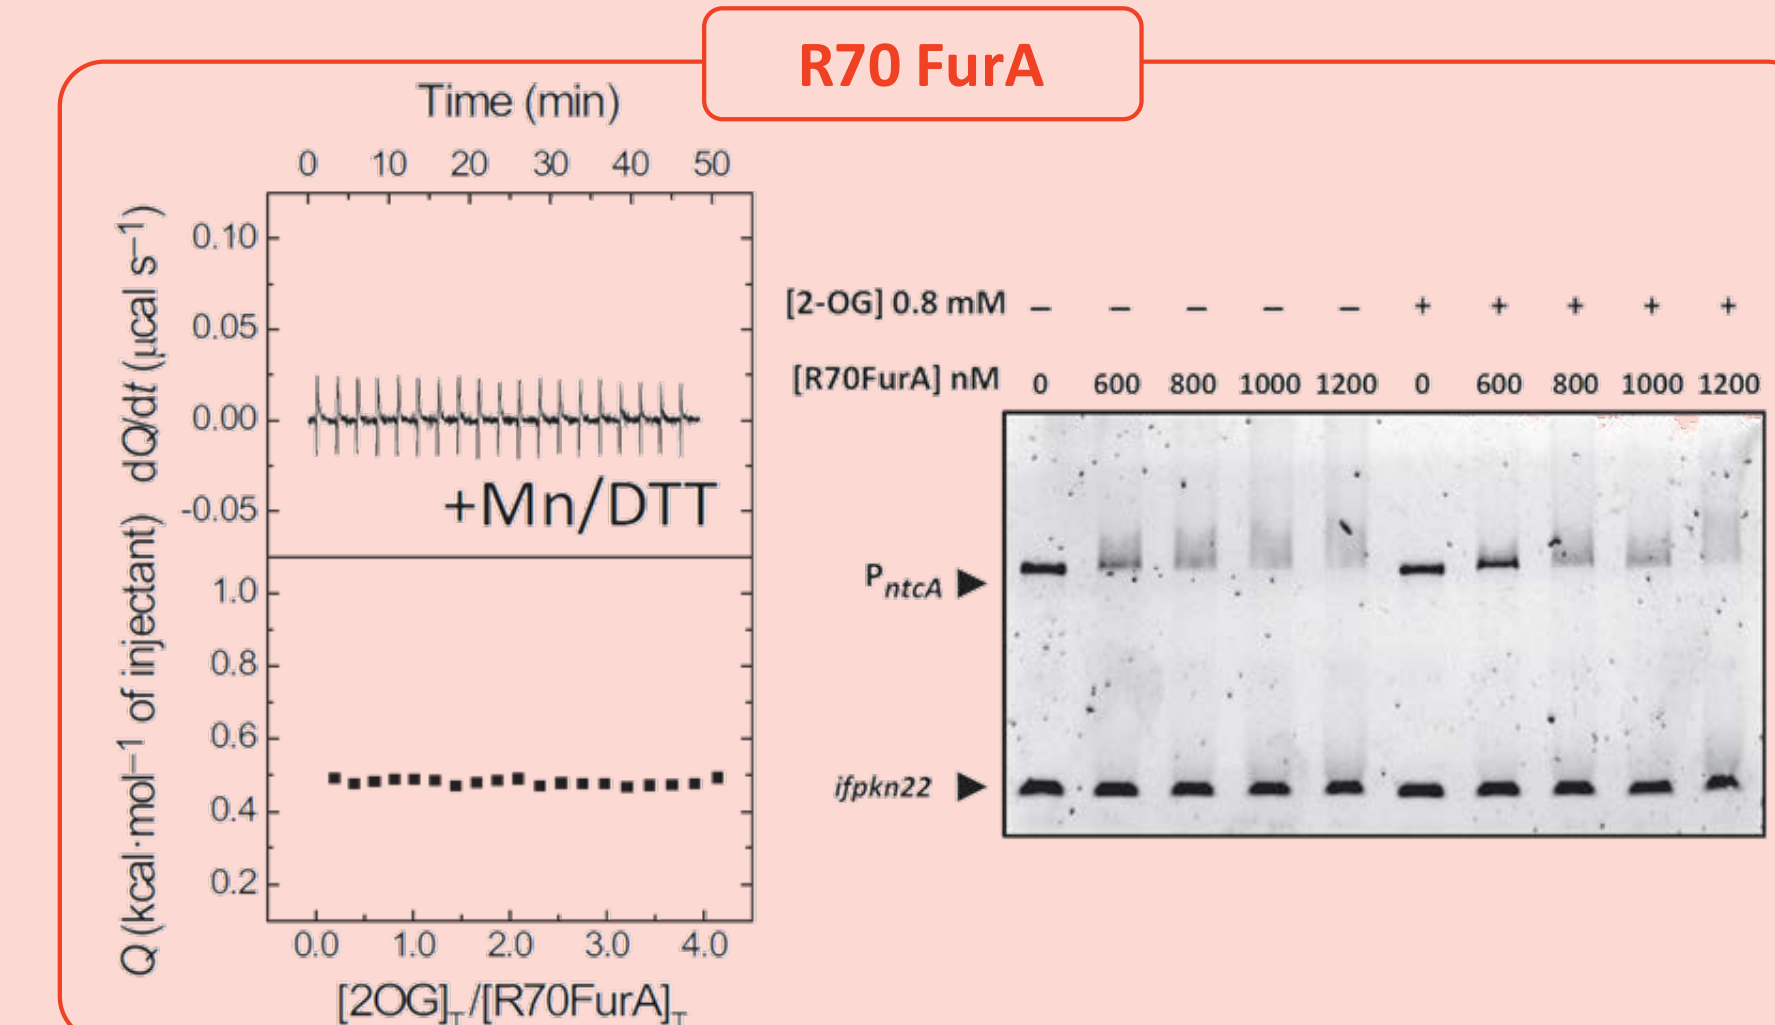 R70 FurA
Time (min)
0 10 20 30 40 50
dQ/dt (μcal s⁻¹)
0.10
0.05
0.00
-0.05
+Mn/DTT
Q (kcal·mol⁻¹ of injectant)
1.0
0.8
0.6
0.4
0.2
0.0 1.0 2.0 3.0 4.0
[2OG]T/[R70FurA]T
[2-OG] 0.8 mM – – – – – + + + + +
[R70FurA] nM 0 600 800 1000 1200 0 600 800 1000 1200
PntcA
ifpkn22